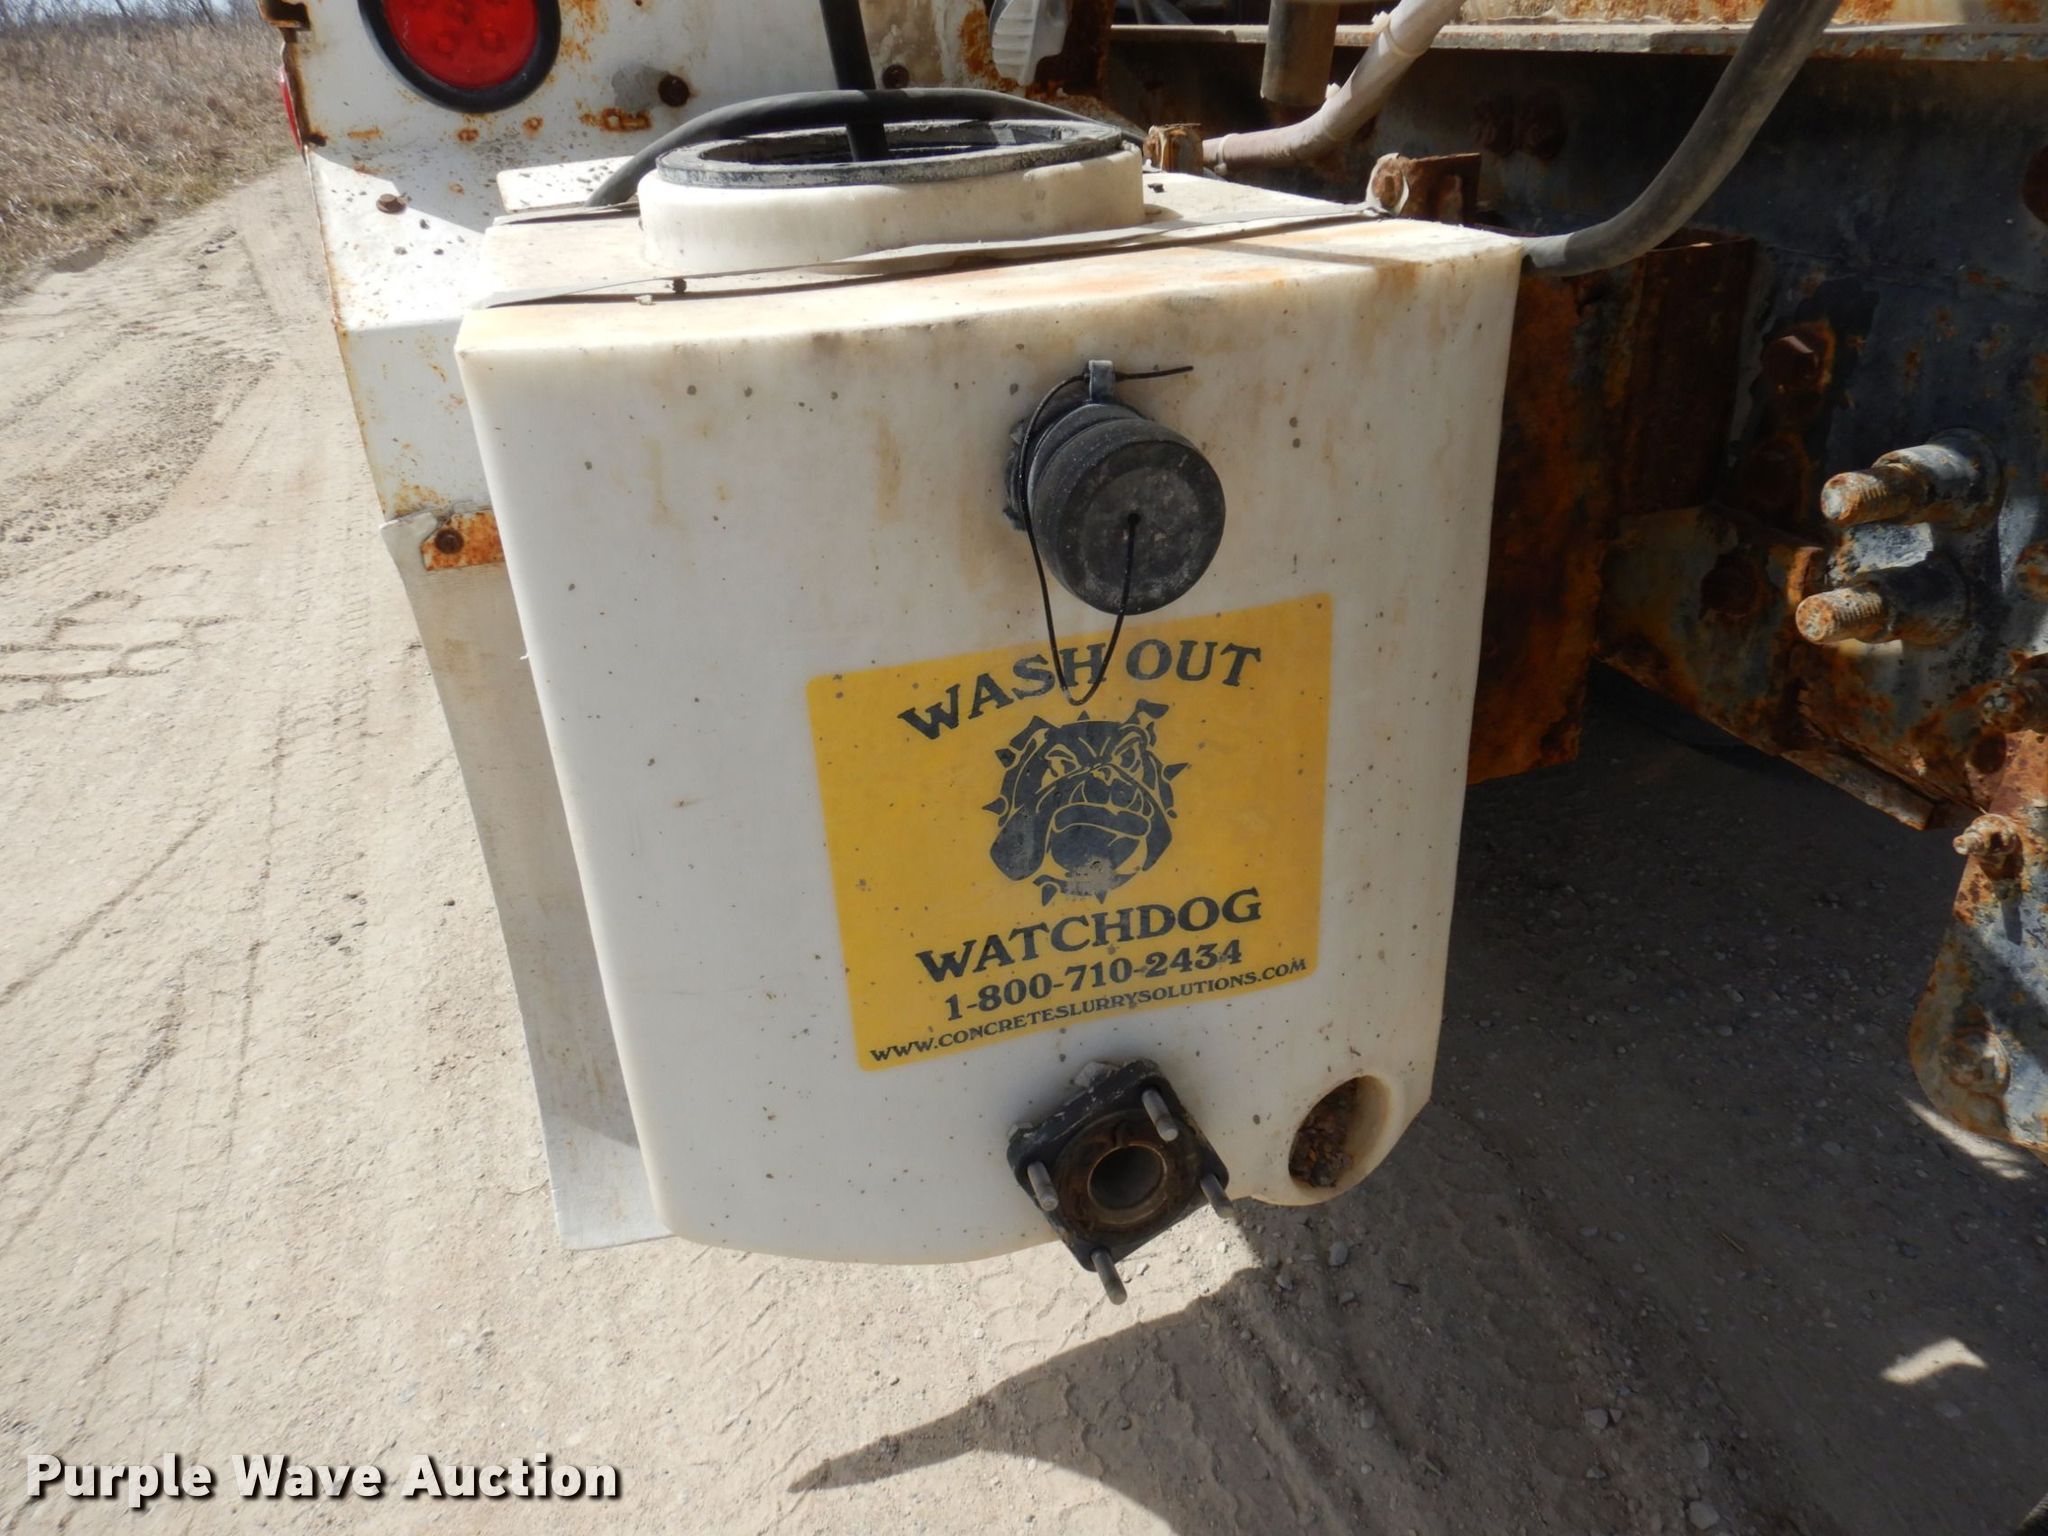 WASH OUT
WATCHDOG
1-800-710-2434
WWW.CONCRETESLURRYSOLUTIONS.COM
Purple Wave Auction